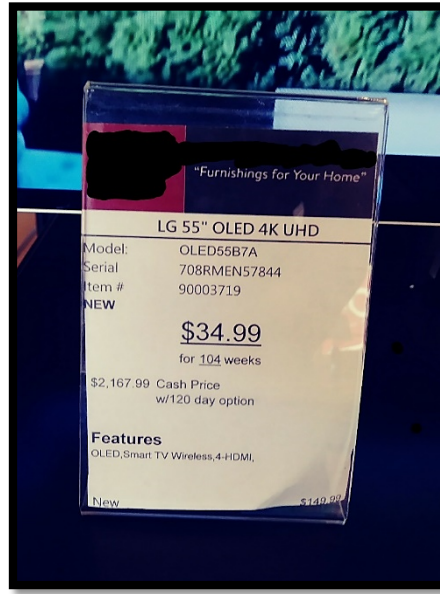 "Furnishings for Your Home"
LG 55" OLED 4K UHD
Model: OLED55B7A
Serial 708RMEN57844
Item # 90003719
NEW
$34.99
for 104 weeks
$2,167.99 Cash Price
w/120 day option
Features
OLED,Smart TV Wireless,4-HDMI,
New $149.99